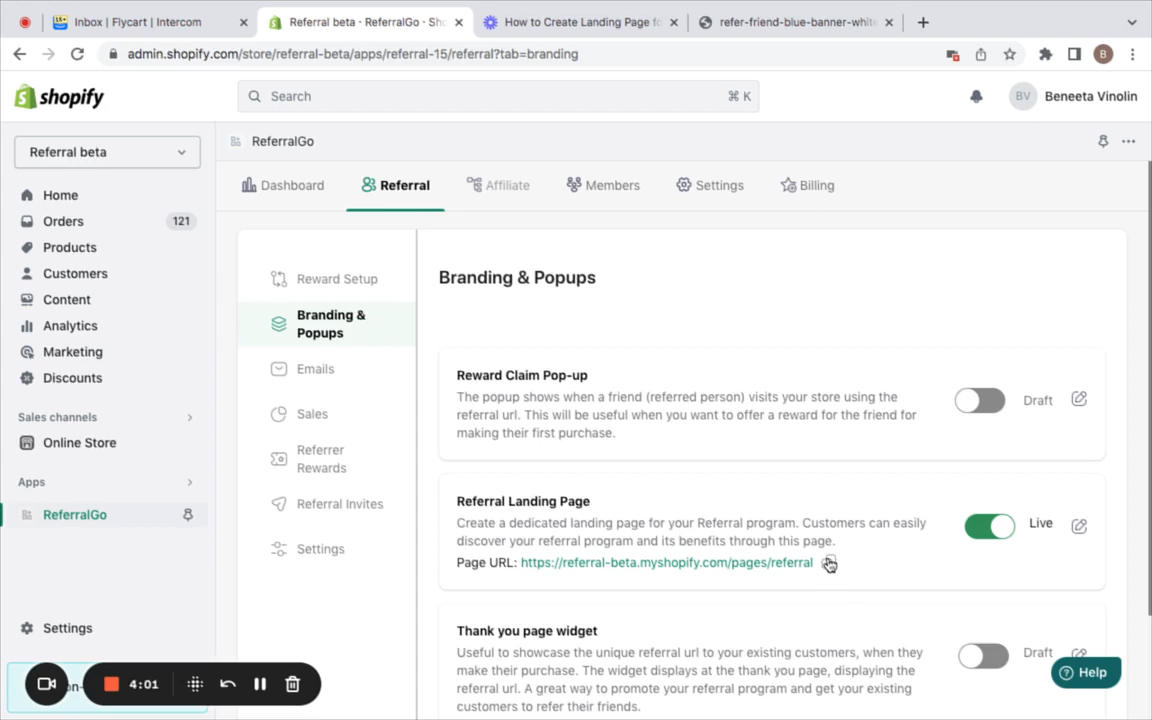 Inbox | Flycart | Intercom
Referral beta · ReferralGo · Sho
How to Create Landing Page fo
refer-friend-blue-banner-white
admin.shopify.com/store/referral-beta/apps/referral-15/referral?tab=branding
B
shopify
Search
⌘ K
BV
Beneeta Vinolin
Referral beta
Home
Orders
121
Products
Customers
Content
Analytics
Marketing
Discounts
Sales channels
Online Store
Apps
ReferralGo
Settings
4:01
ReferralGo
Dashboard
Referral
Affiliate
Members
Settings
Billing
Reward Setup
Branding &
Popups
Emails
Sales
Referrer
Rewards
Referral Invites
Settings
Branding & Popups
Reward Claim Pop-up
The popup shows when a friend (referred person) visits your store using the
referral url. This will be useful when you want to offer a reward for the friend for
making their first purchase.
Draft
Referral Landing Page
Create a dedicated landing page for your Referral program. Customers can easily
discover your referral program and its benefits through this page.
Page URL: https://referral-beta.myshopify.com/pages/referral
Live
Thank you page widget
Useful to showcase the unique referral url to your existing customers, when they
make their purchase. The widget displays at the thank you page, displaying the
referral url. A great way to promote your referral program and get your existing
customers to refer their friends.
Draft
Help